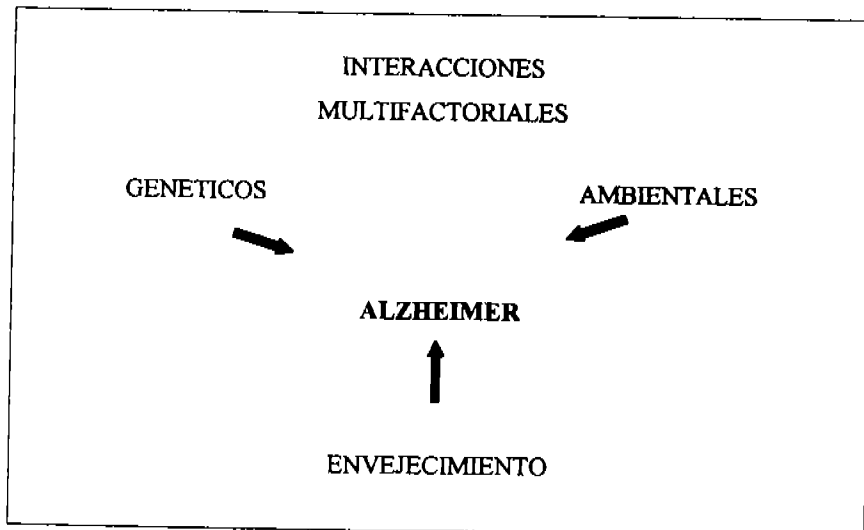 INTERACCIONES
MULTIFACTORIALES
GENETICOS
AMBIENTALES
ALZHEIMER
ENVEJECIMIENTO